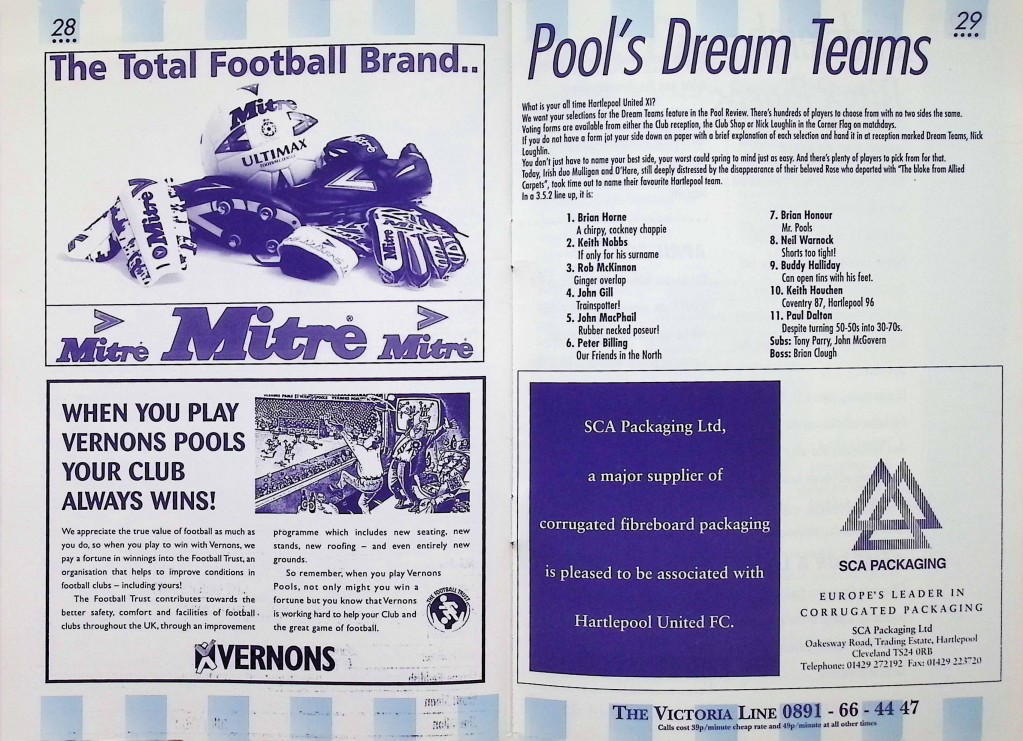 28
The Total Football Brand..
Mitre
ULTIMAX
Mitre
Mitre
Mitre
Mitre®
Mitre
WHEN YOU PLAY
VERNONS POOLS
YOUR CLUB
ALWAYS WINS!
We appreciate the true value of football as much as
you do, so when you play to win with Vernons, we
pay a fortune in winnings into the Football Trust, an
organisation that helps to improve conditions in
football clubs – including yours!
The Football Trust contributes towards the
better safety, comfort and facilities of football
clubs throughout the UK, through an improvement
programme which includes new seating, new
stands, new roofing – and even entirely new
grounds.
So remember, when you play Vernons
Pools, not only might you win a
fortune but you know that Vernons
is working hard to help your Club and
the great game of football.
THE FOOTBALL TRUST
VERNONS
29
Pool's Dream Teams
What is your all time Hartlepool United XI?
We want your selections for the Dream Teams feature in the Pool Review. There's hundreds of players to choose from with no two sides the same.
Voting forms are available from either the Club reception, the Club Shop or Nick Loughlin in the Corner Flag on matchdays.
If you do not have a form jot your side down on paper with a brief explanation of each selection and hand it in at reception marked Dream Teams, Nick
Loughlin.
You don't just have to name your best side, your worst could spring to mind just as easy. And there's plenty of players to pick from for that.
Today, Irish duo Mulligan and O'Hare, still deeply distressed by the disappearance of their beloved Rose who departed with "The bloke from Allied
Carpets", took time out to name their favourite Hartlepool team.
In a 3.5.2 line up, it is:
1. Brian Horne
A chirpy, cockney chappie
2. Keith Nobbs
If only for his surname
3. Rob McKinnon
Ginger overlap
4. John Gill
Trainspotter!
5. John MacPhail
Rubber necked poseur!
6. Peter Billing
Our Friends in the North
7. Brian Honour
Mr. Pools
8. Neil Warnock
Shorts too tight!
9. Buddy Halliday
Can open tins with his feet.
10. Keith Houchen
Coventry 87, Hartlepool 96
11. Paul Dalton
Despite turning 50-50s into 30-70s.
Subs: Tony Parry, John McGovern
Boss: Brian Clough
SCA Packaging Ltd,
a major supplier of
corrugated fibreboard packaging
is pleased to be associated with
Hartlepool United FC.
SCA PACKAGING
EUROPE'S LEADER IN
CORRUGATED PACKAGING
SCA Packaging Ltd
Oakesway Road, Trading Estate, Hartlepool
Cleveland TS24 0RB
Telephone: 01429 272192 Fax: 01429 223720
THE VICTORIA LINE 0891 - 66 - 44 47
Calls cost 39p/minute cheap rate and 49p/minute at all other times